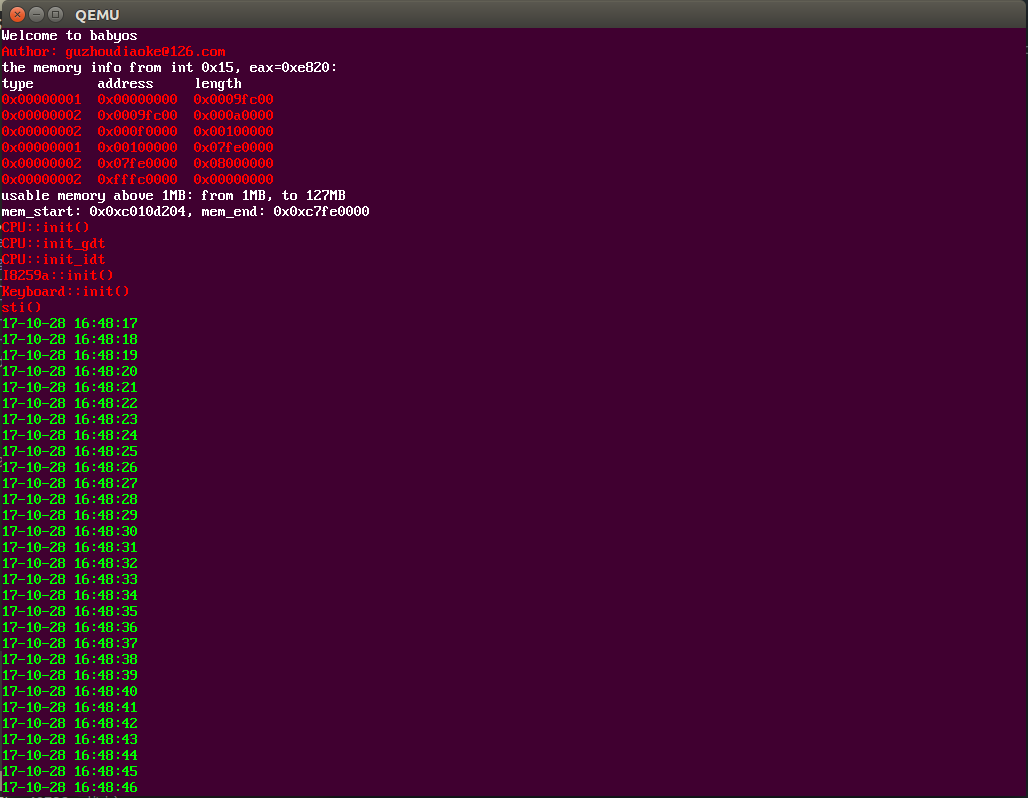 QEMU
Welcome to babyos
Author: guzhoudiaoke@126.com
the memory info from int 0x15, eax=0xe820:
type address length
0x00000001 0x00000000 0x0009fc00
0x00000002 0x0009fc00 0x000a0000
0x00000002 0x000f0000 0x00100000
0x00000001 0x00100000 0x07fe0000
0x00000002 0x07fe0000 0x08000000
0x00000002 0xfffc0000 0x00000000
usable memory above 1MB: from 1MB, to 127MB
mem_start: 0x0xc010d204, mem_end: 0x0xc7fe0000
CPU::init()
CPU::init_gdt
CPU::init_idt
I8259a::init()
Keyboard::init()
sti()
17-10-28 16:48:17
17-10-28 16:48:18
17-10-28 16:48:19
17-10-28 16:48:20
17-10-28 16:48:21
17-10-28 16:48:22
17-10-28 16:48:23
17-10-28 16:48:24
17-10-28 16:48:25
17-10-28 16:48:26
17-10-28 16:48:27
17-10-28 16:48:28
17-10-28 16:48:29
17-10-28 16:48:30
17-10-28 16:48:31
17-10-28 16:48:32
17-10-28 16:48:33
17-10-28 16:48:34
17-10-28 16:48:35
17-10-28 16:48:36
17-10-28 16:48:37
17-10-28 16:48:38
17-10-28 16:48:39
17-10-28 16:48:40
17-10-28 16:48:41
17-10-28 16:48:42
17-10-28 16:48:43
17-10-28 16:48:44
17-10-28 16:48:45
17-10-28 16:48:46